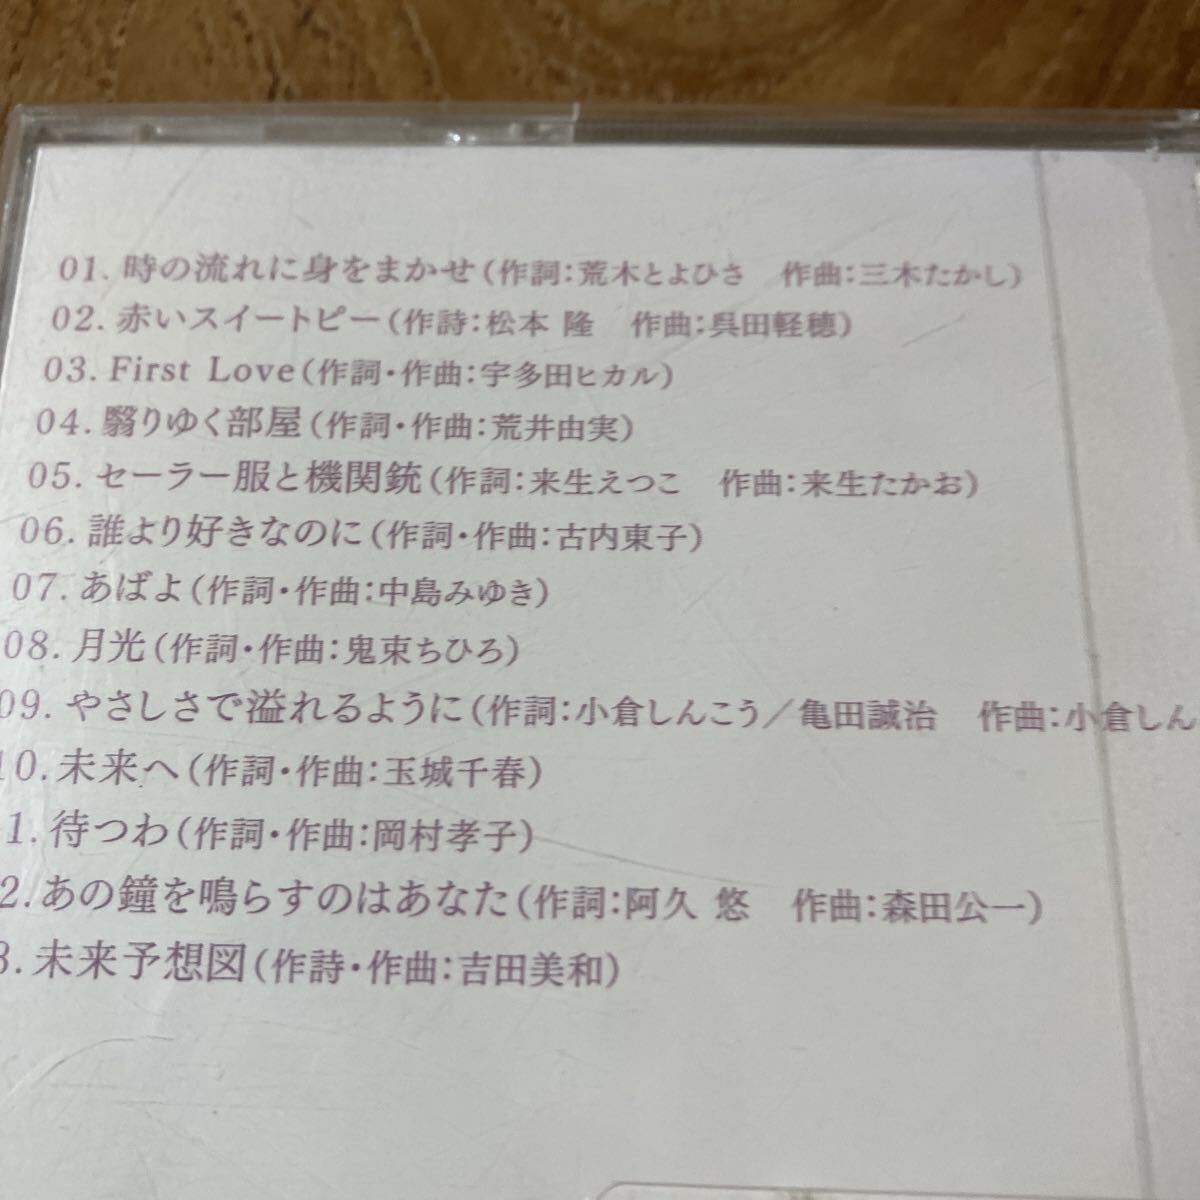 01. 時の流れに身をまかせ(作詞:荒木とよひさ　作曲:三木たかし)
02. 赤いスイートピー(作詩:松本 隆　作曲:呉田軽穂)
03. First Love(作詞・作曲:宇多田ヒカル)
04. 翳りゆく部屋(作詞・作曲:荒井由実)
05. セーラー服と機関銃(作詞:来生えつこ　作曲:来生たかお)
06. 誰より好きなのに(作詞・作曲:古内東子)
07. あばよ(作詞・作曲:中島みゆき)
08. 月光(作詞・作曲:鬼束ちひろ)
09. やさしさで溢れるように(作詞:小倉しんこう/亀田誠治　作曲:小倉しん
10. 未来へ(作詞・作曲:玉城千春)
1. 待つわ(作詞・作曲:岡村孝子)
2. あの鐘を鳴らすのはあなた(作詞:阿久 悠　作曲:森田公一)
3. 未来予想図(作詩・作曲:吉田美和)